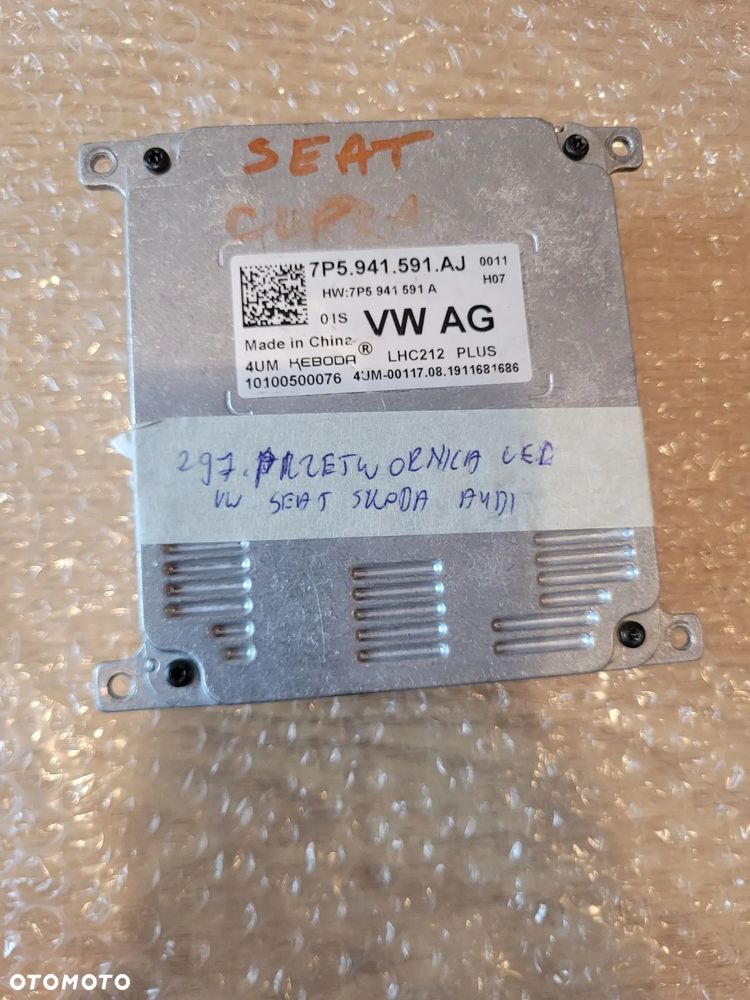 SEAT
CUPRA
7P5.941.591.AJ 0011
HW:7P5 941 591 A H07
01S VW AG
Made in China
4UM KEBODA® LHC212 PLUS
10100500076 4UM-00117.08.1911681686
297. PRZETWORNICA LED
VW SEAT SKODA AUDI
OTOMOTO